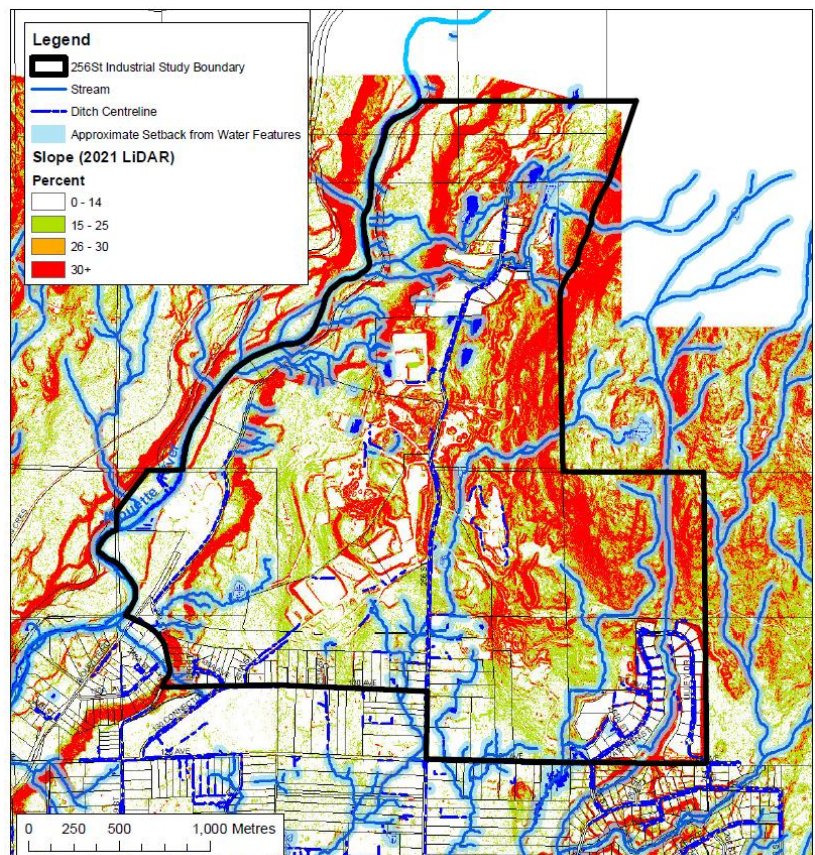 Legend
256St Industrial Study Boundary
Stream
Ditch Centreline
Approximate Setback from Water Features
Slope (2021 LiDAR)
Percent
0 - 14
15 - 25
26 - 30
30+
0 250 500 1,000 Metres